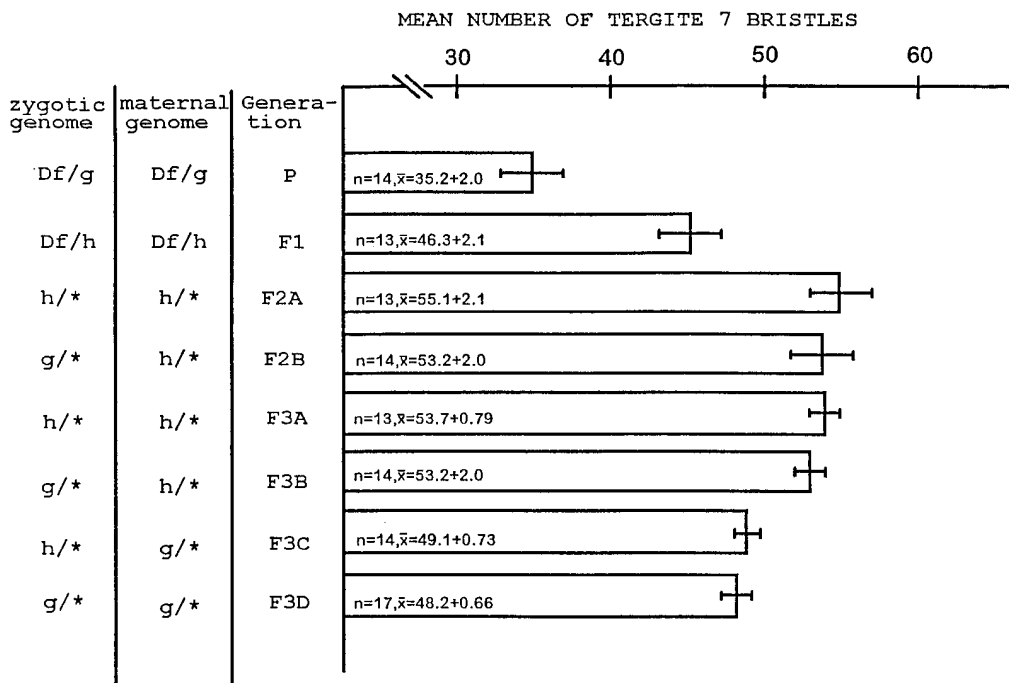 MEAN NUMBER OF TERGITE 7 BRISTLES
30 40 50 60
zygotic genome maternal genome Genera-tion
Df/g Df/g P n=14,x̄=35.2+2.0
Df/h Df/h F1 n=13,x̄=46.3+2.1
h/* h/* F2A n=13,x̄=55.1+2.1
g/* h/* F2B n=14,x̄=53.2+2.0
h/* h/* F3A n=13,x̄=53.7+0.79
g/* h/* F3B n=14,x̄=53.2+2.0
h/* g/* F3C n=14,x̄=49.1+0.73
g/* g/* F3D n=17,x̄=48.2+0.66